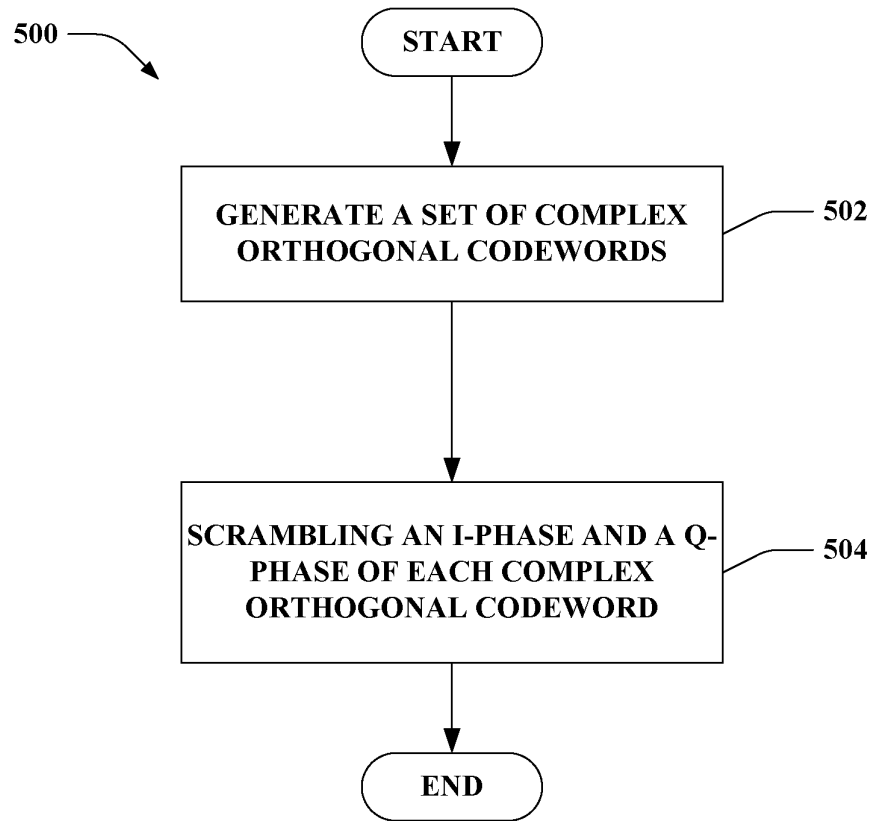 500
START
GENERATE A SET OF COMPLEX
ORTHOGONAL CODEWORDS
502
SCRAMBLING AN I-PHASE AND A Q-
PHASE OF EACH COMPLEX
ORTHOGONAL CODEWORD
504
END